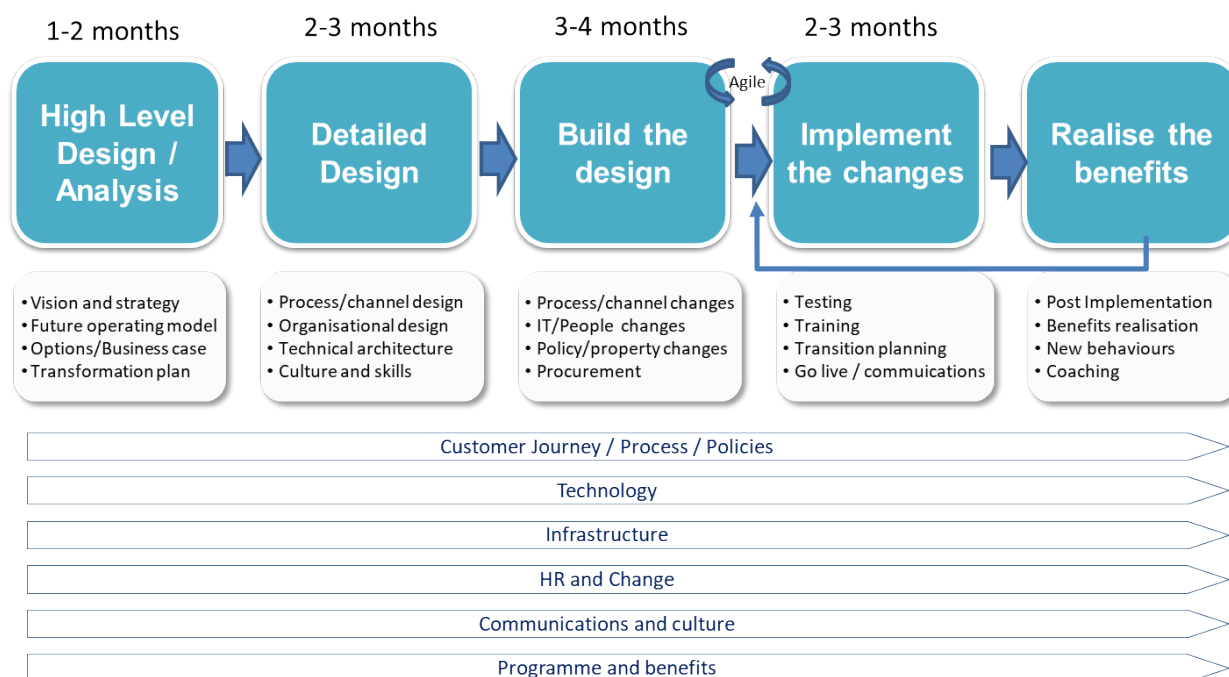 1-2 months
2-3 months
3-4 months
2-3 months
High Level
Design /
Analysis
Detailed
Design
Build the
design
Agile
Implement
the changes
Realise the
benefits
• Vision and strategy
• Future operating model
• Options/Business case
• Transformation plan
• Process/channel design
• Organisational design
• Technical architecture
• Culture and skills
• Process/channel changes
• IT/People changes
• Policy/property changes
• Procurement
• Testing
• Training
• Transition planning
• Go live / commuications
• Post Implementation
• Benefits realisation
• New behaviours
• Coaching
Customer Journey / Process / Policies
Technology
Infrastructure
HR and Change
Communications and culture
Programme and benefits